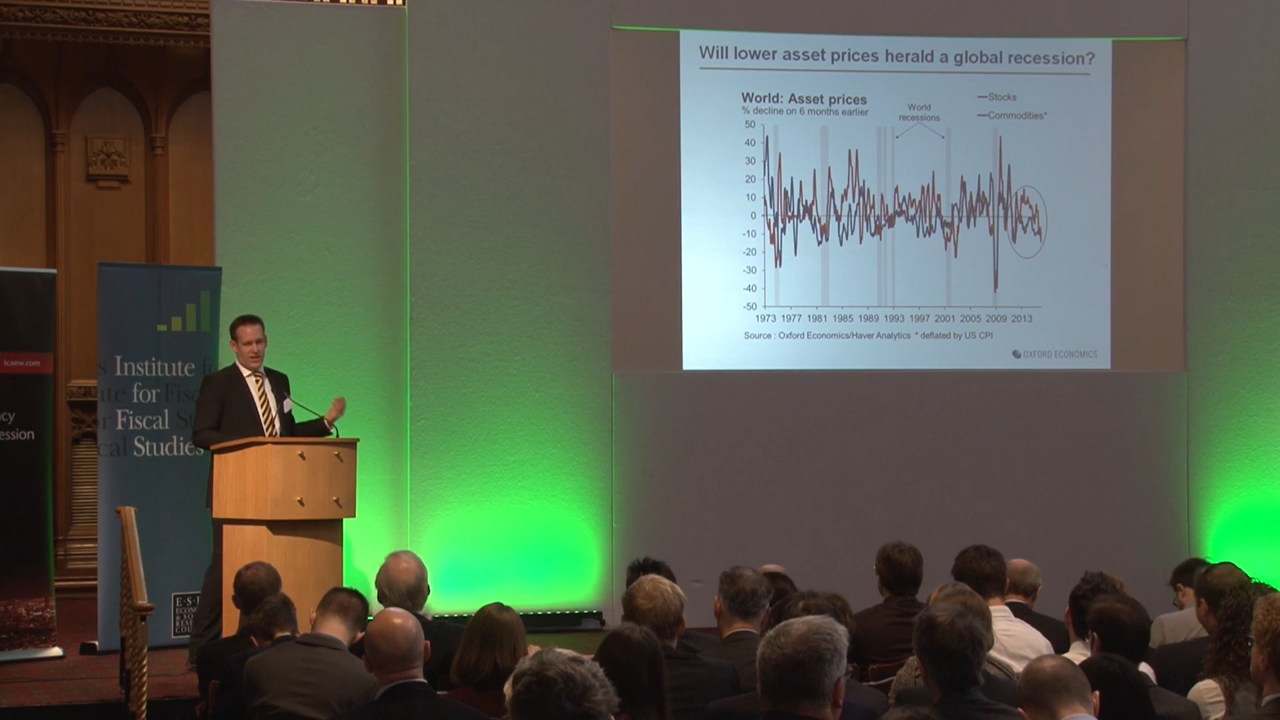 Will lower asset prices herald a global recession?
World: Asset prices
% decline on 6 months earlier
World
recessions
Stocks
Commodities*
50
40
30
20
10
0
-10
-20
-30
-40
-50
1973 1977 1981 1985 1989 1993 1997 2001 2005 2009 2013
Source : Oxford Economics/Haver Analytics * deflated by US CPI
OXFORD ECONOMICS
icaew.com
Institute
for
Fiscal
Studies